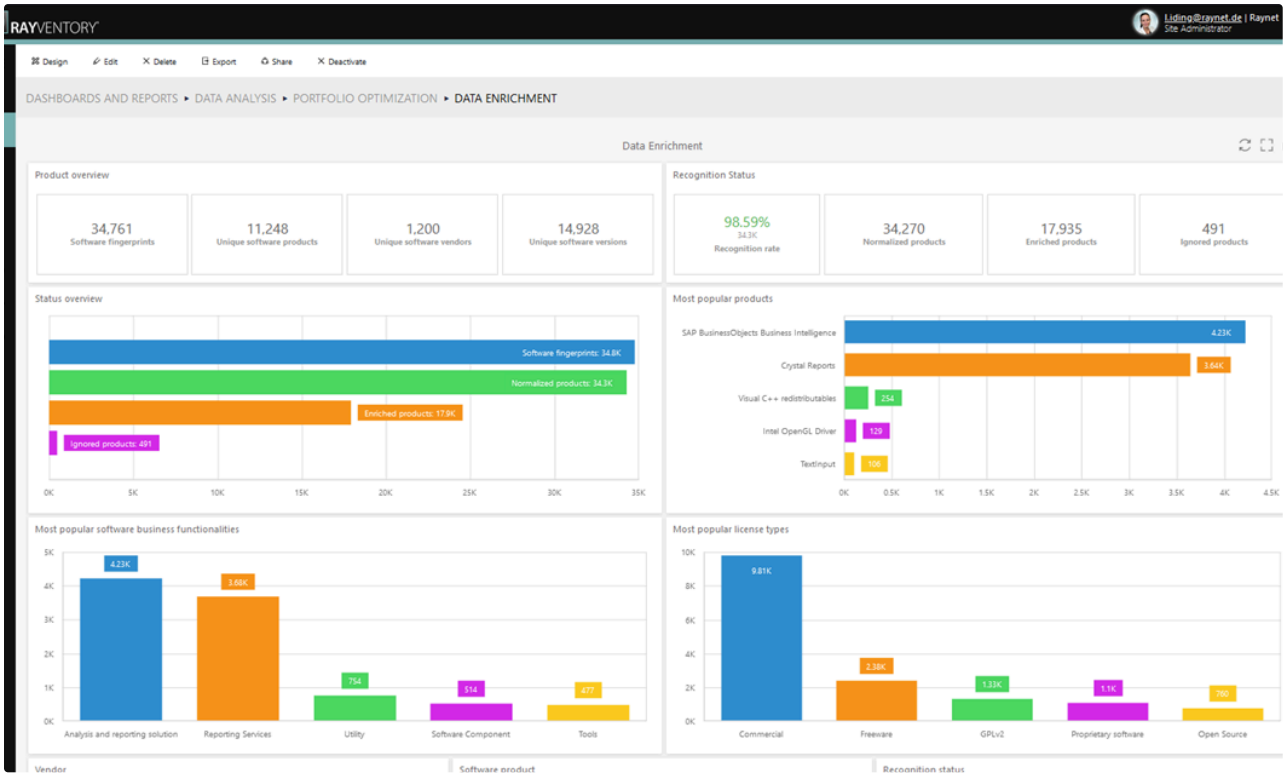 RAYVENTORY
Liding@raynet.de | Raynet
Site Administrator
Design Edit Delete Export Share Deactivate
DASHBOARDS AND REPORTS ▸ DATA ANALYSIS ▸ PORTFOLIO OPTIMIZATION ▸ DATA ENRICHMENT
Data Enrichment
Product overview
34,761
Software fingerprints
11,248
Unique software products
1,200
Unique software vendors
14,928
Unique software versions
Recognition Status
98.59%
34.3K
Recognition rate
34,270
Normalized products
17,935
Enriched products
491
Ignored products
Status overview
Software fingerprints: 34.8K
Normalized products: 34.3K
Enriched products: 17.9K
Ignored products: 491
0K 5K 10K 15K 20K 25K 30K 35K
Most popular products
SAP BusinessObjects Business Intelligence 4.23K
Crystal Reports 3.64K
Visual C++ redistributables 254
Intel OpenGL Driver 129
TextInput 106
0K 0.5K 1K 1.5K 2K 2.5K 3K 3.5K 4K 4.5K
Most popular software business functionalities
5K
4K
3K
2K
1K
0K
4.23K
3.68K
754
514
477
Analysis and reporting solution Reporting Services Utility Software Component Tools
Most popular license types
10K
8K
6K
4K
2K
0K
9.81K
2.38K
1.33K
1.1K
760
Commercial Freeware GPLv2 Proprietary software Open Source
Vendor Software product Recognition status